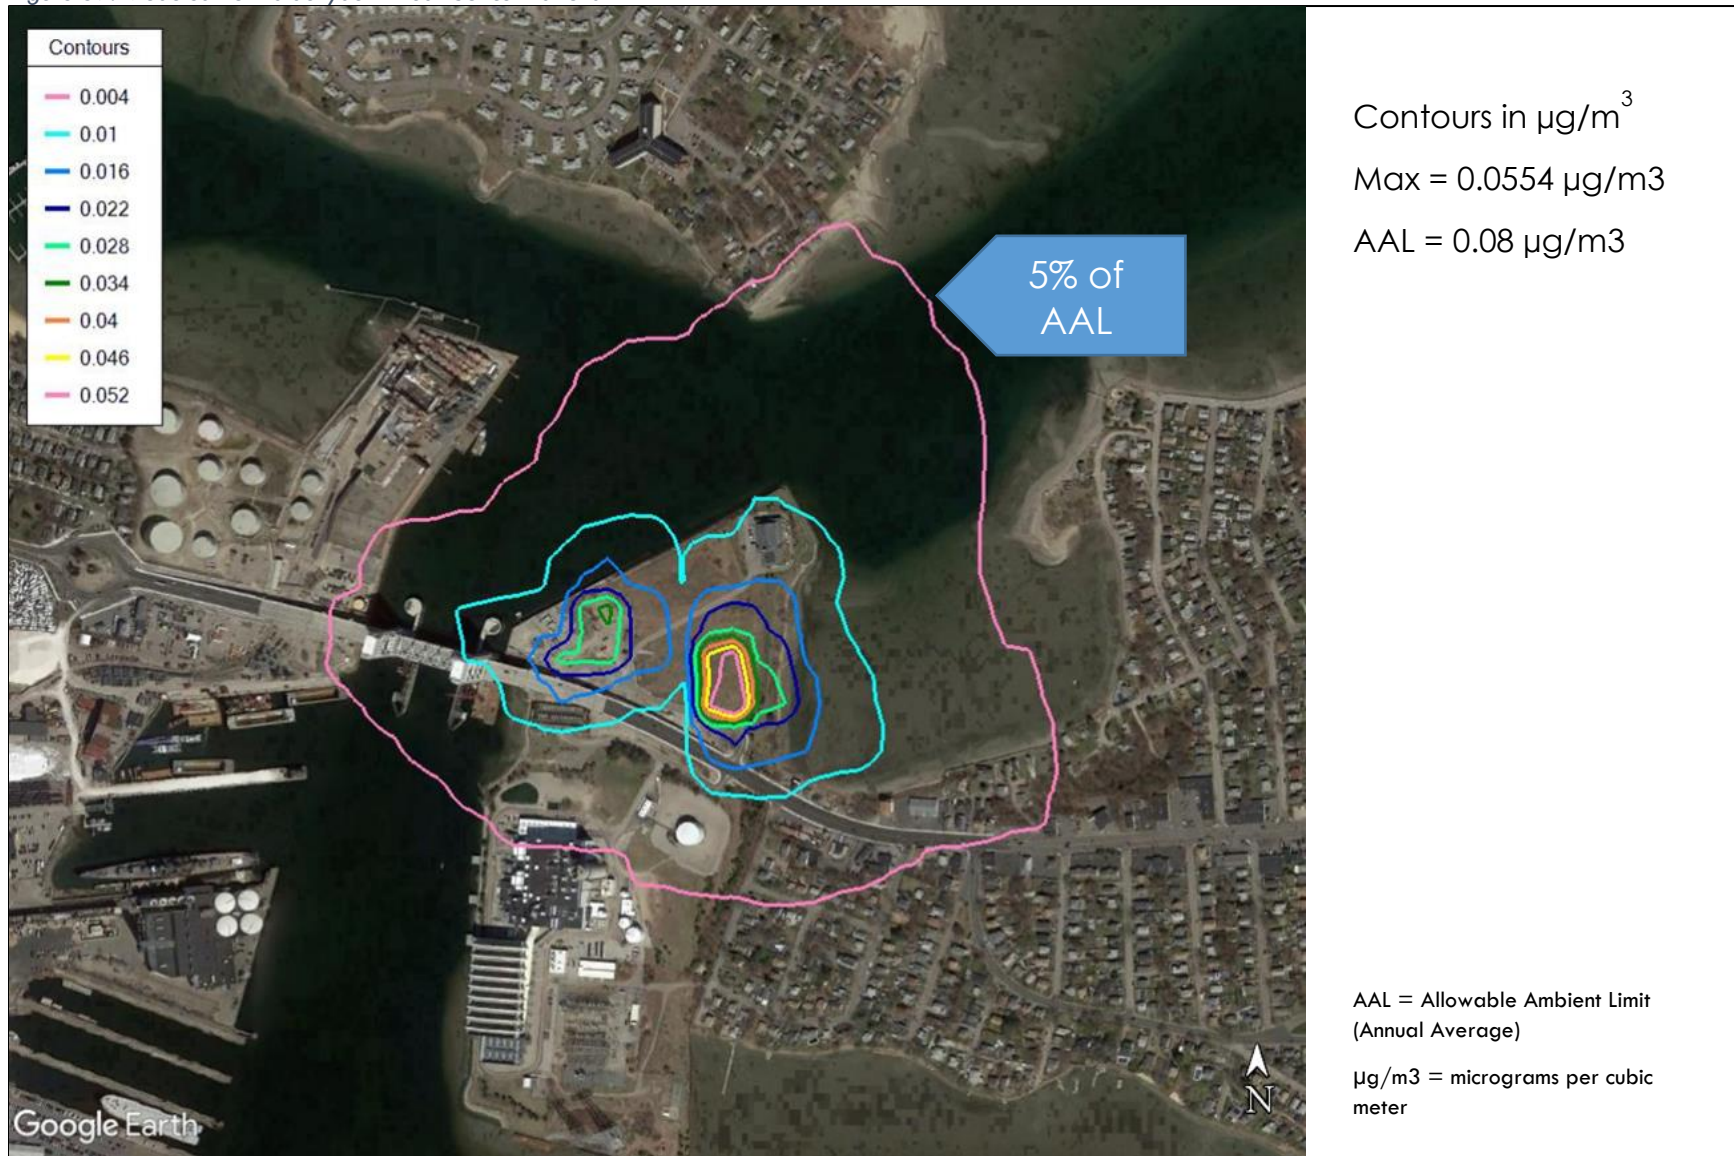 Contours
0.004
0.01
0.016
0.022
0.028
0.034
0.04
0.046
0.052
5% of
AAL
Contours in µg/m³
Max = 0.0554 µg/m3
AAL = 0.08 µg/m3
AAL = Allowable Ambient Limit
(Annual Average)
µg/m3 = micrograms per cubic
meter
N
Google Earth